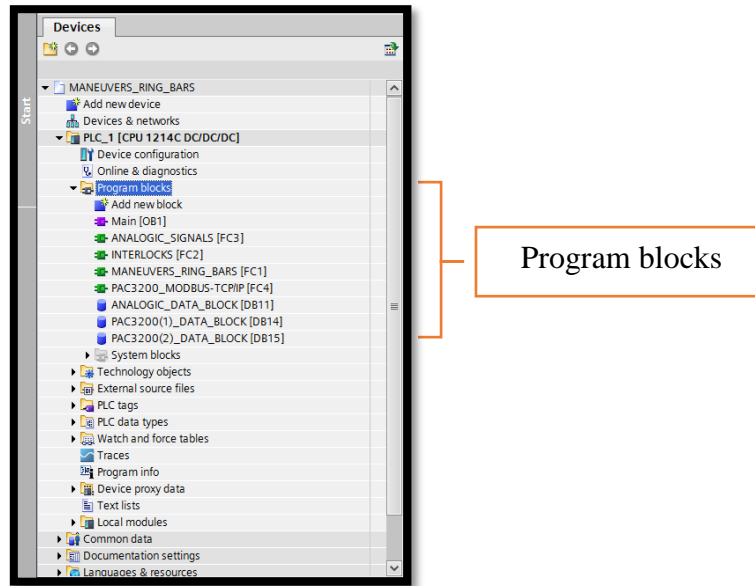 Devices
Start
MANEUVERS_RING_BARS
Add new device
Devices & networks
PLC_1 [CPU 1214C DC/DC/DC]
Device configuration
Online & diagnostics
Program blocks
Add new block
Main [OB1]
ANALOGIC_SIGNALS [FC3]
INTERLOCKS [FC2]
MANEUVERS_RING_BARS [FC1]
PAC3200_MODBUS-TCP/IP [FC4]
ANALOGIC_DATA_BLOCK [DB11]
PAC3200(1)_DATA_BLOCK [DB14]
PAC3200(2)_DATA_BLOCK [DB15]
System blocks
Technology objects
External source files
PLC tags
PLC data types
Watch and force tables
Traces
Program info
Device proxy data
Text lists
Local modules
Common data
Documentation settings
Languages & resources
Program blocks